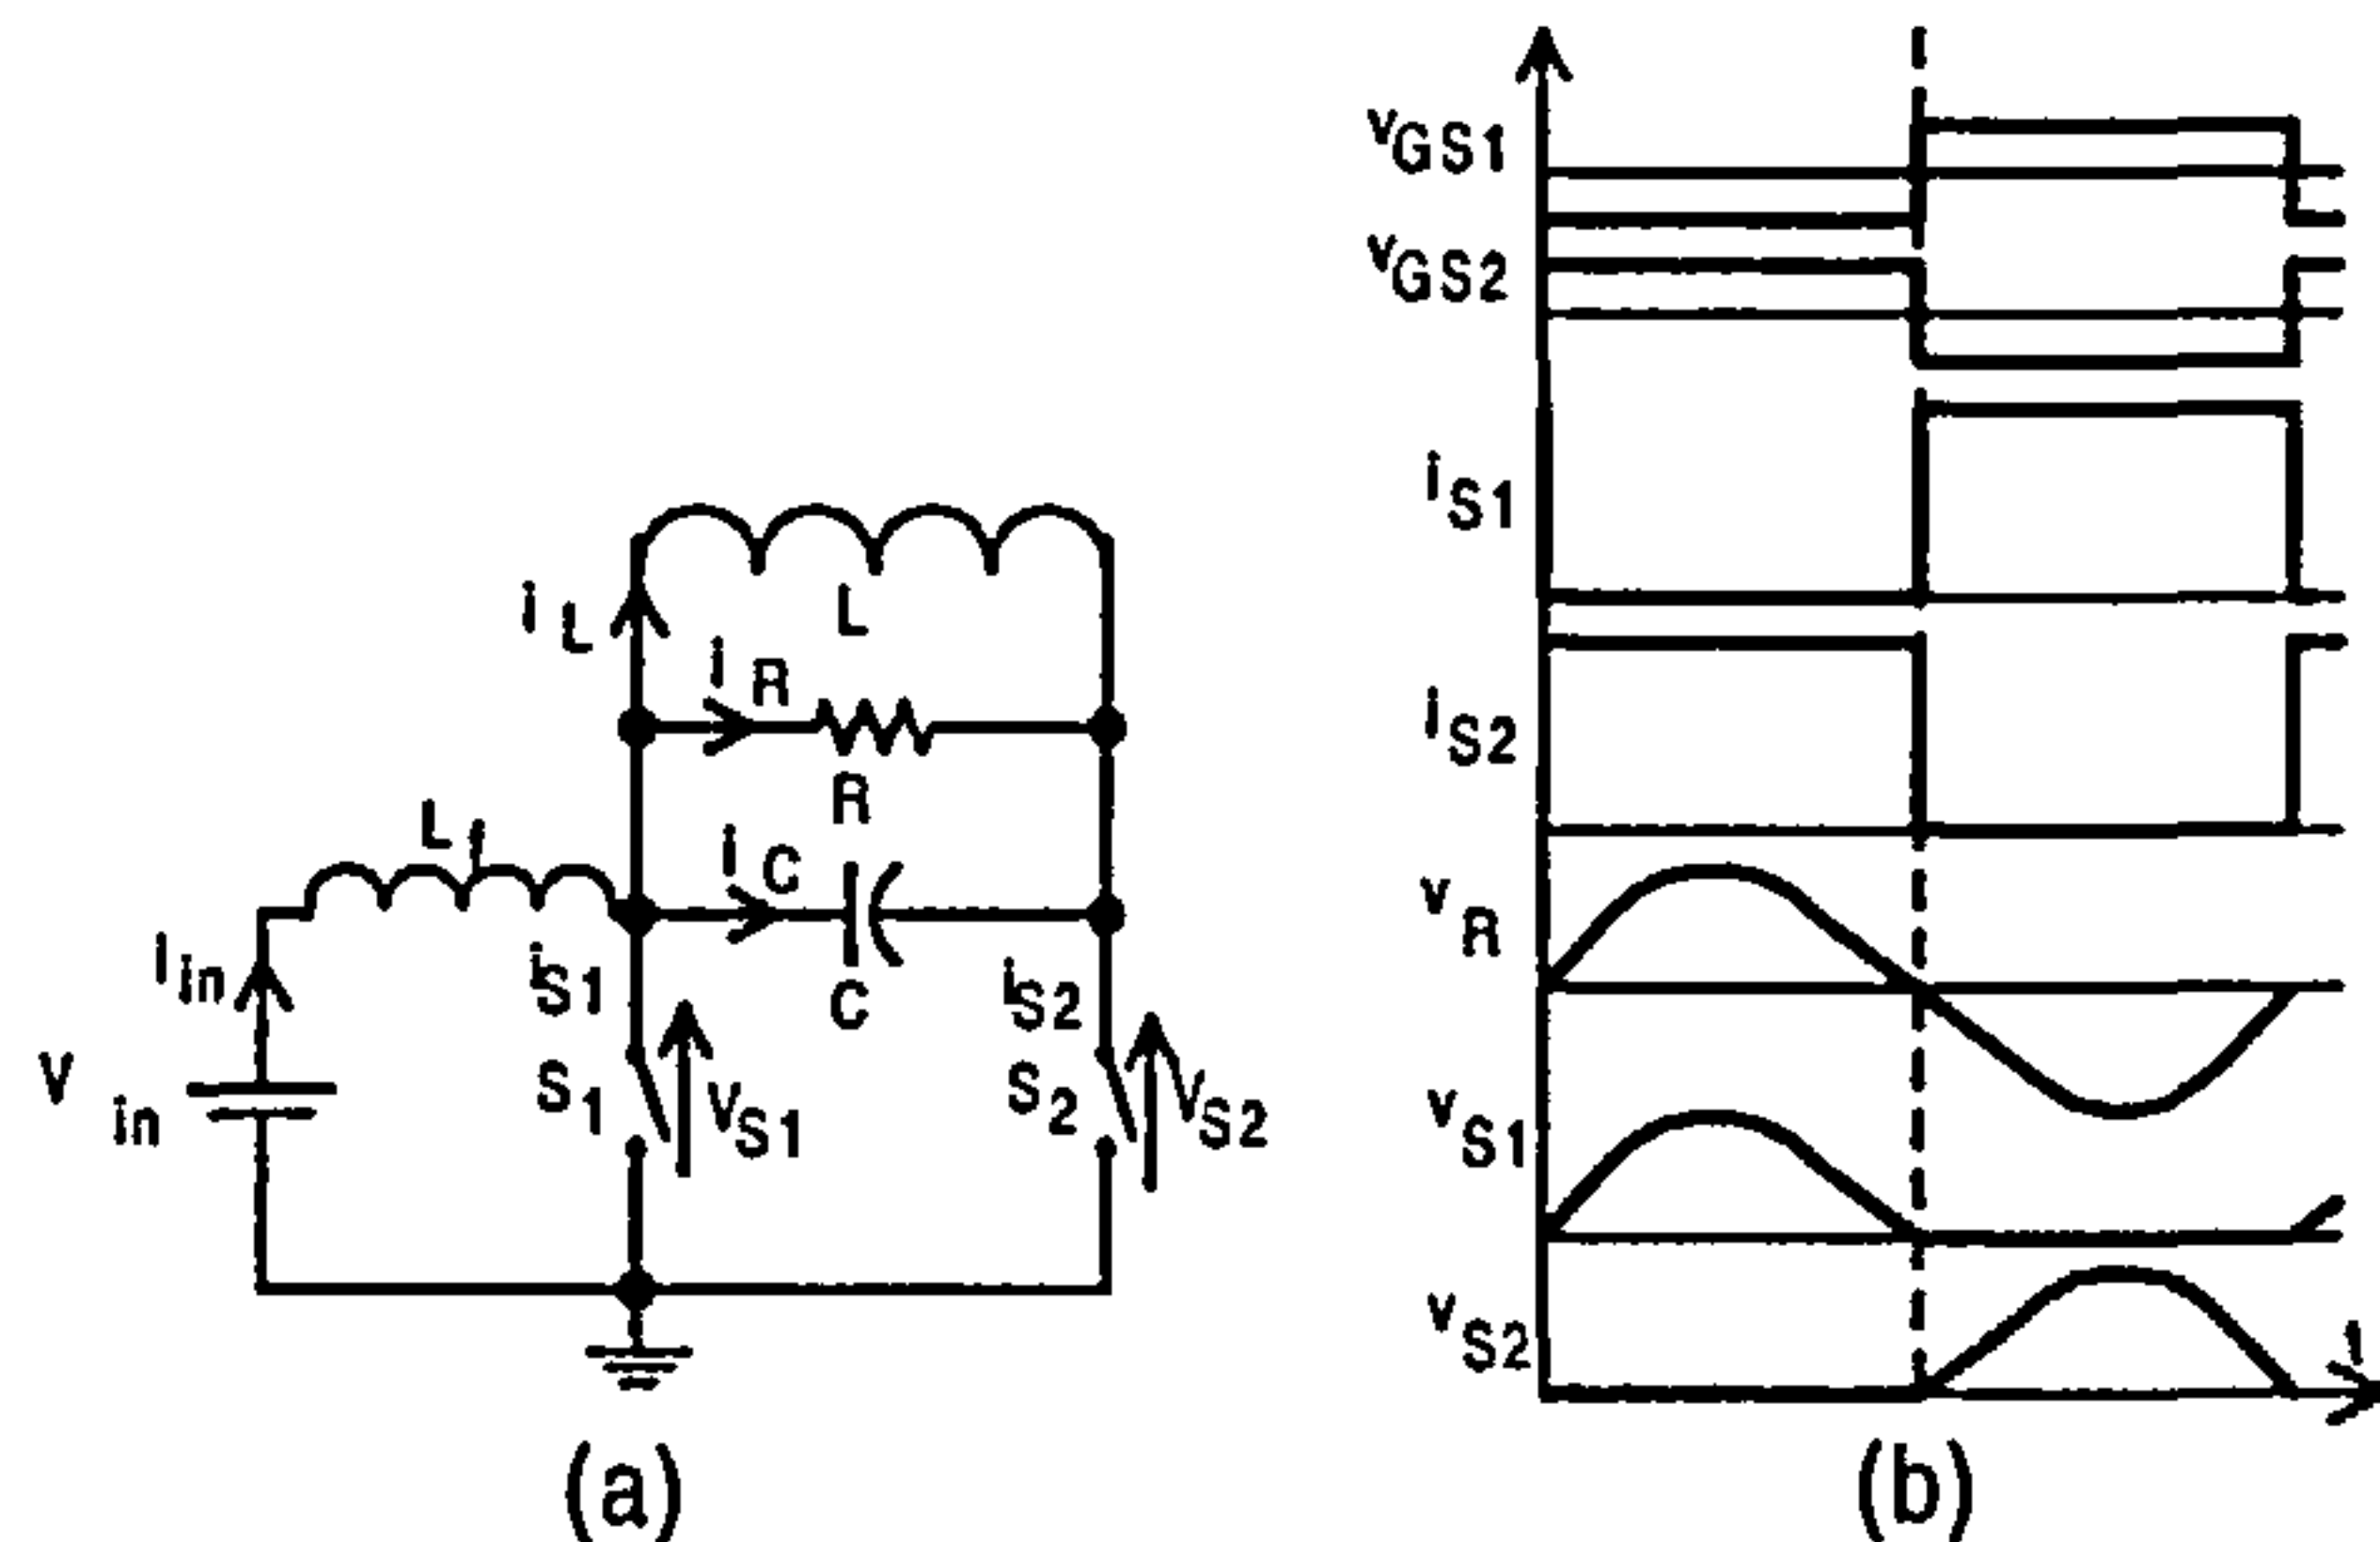 i L
L
i R
R
L f
i C
C
I in
V in
i S1
S 1
v S1
i S2
S 2
v S2
(a)
v GS1
v GS2
i S1
i S2
v R
v S1
v S2
t
(b)